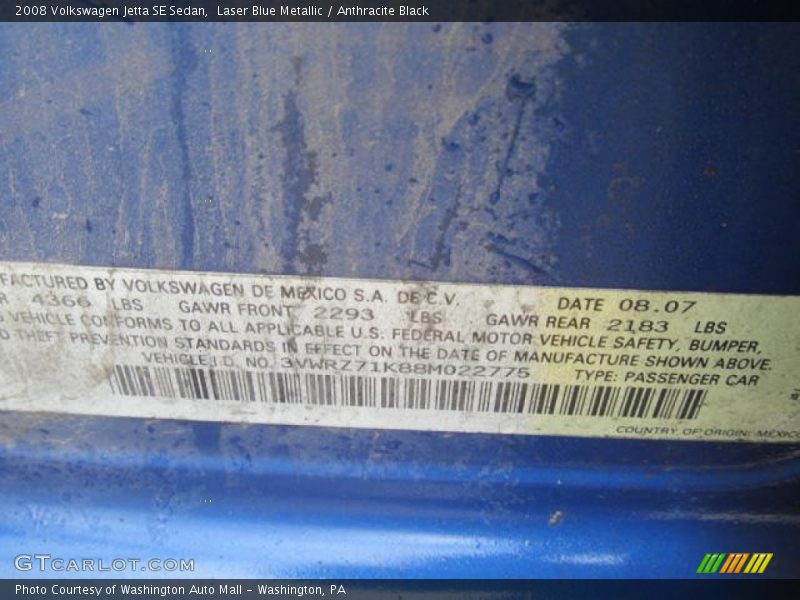 2008 Volkswagen Jetta SE Sedan, Laser Blue Metallic / Anthracite Black
FACTURED BY VOLKSWAGEN DE MEXICO S.A. DE C.V. DATE 08.07
R 4366 LBS GAWR FRONT 2293 LBS GAWR REAR 2183 LBS
VEHICLE CONFORMS TO ALL APPLICABLE U.S. FEDERAL MOTOR VEHICLE SAFETY, BUMPER,
D THEFT PREVENTION STANDARDS IN EFFECT ON THE DATE OF MANUFACTURE SHOWN ABOVE.
VEHICLE I.D. NO. 3VWRZ71K88M022775 TYPE: PASSENGER CAR
COUNTRY OF ORIGIN: MEXICO
GTCARLOT.COM
Photo Courtesy of Washington Auto Mall - Washington, PA